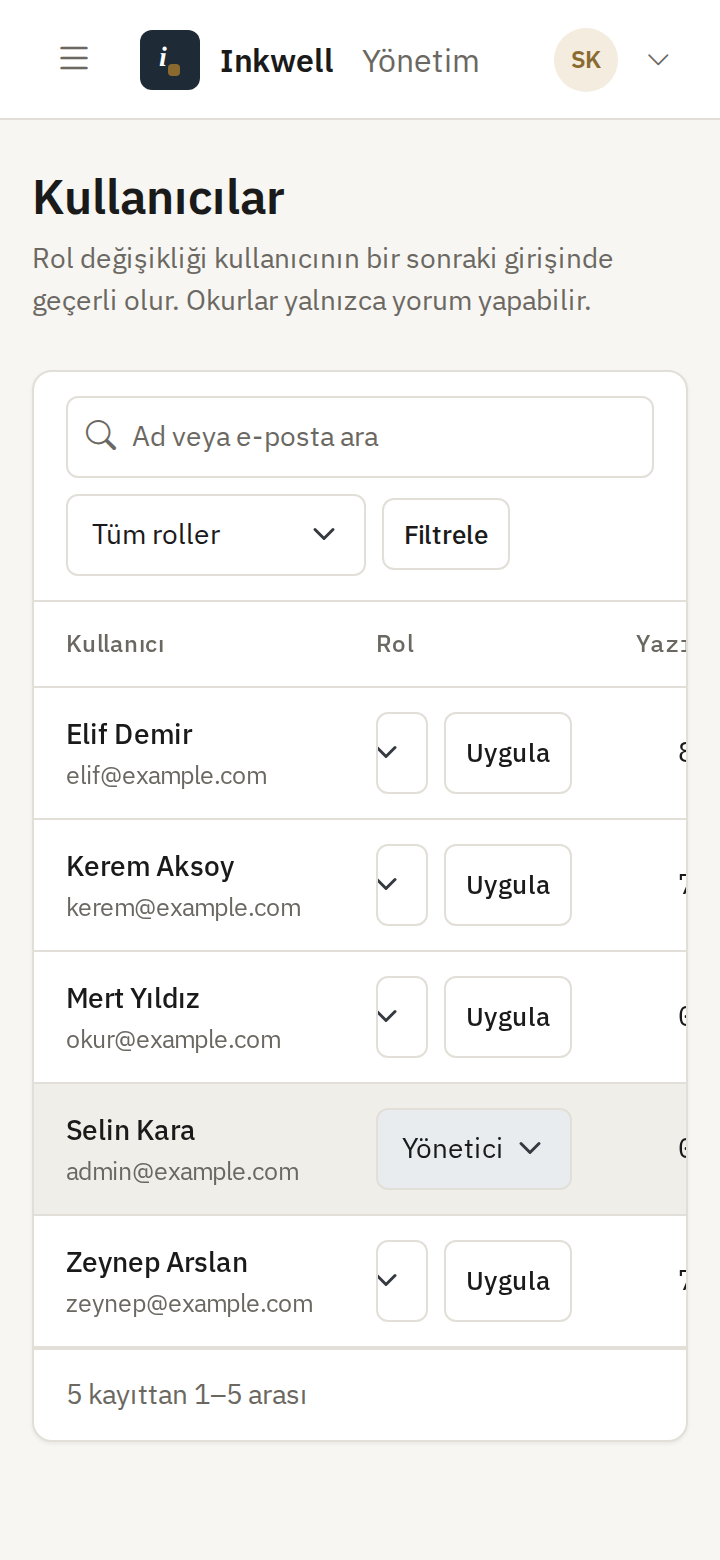 i
Inkwell Yönetim SK
Kullanıcılar
Rol değişikliği kullanıcının bir sonraki girişinde
geçerli olur. Okurlar yalnızca yorum yapabilir.
Ad veya e-posta ara
Tüm roller Filtrele
Kullanıcı Rol
Elif Demir
elif@example.com
Uygula
Kerem Aksoy
kerem@example.com
Uygula
Mert Yıldız
okur@example.com
Uygula
Selin Kara
admin@example.com
Yönetici
Zeynep Arslan
zeynep@example.com
Uygula
5 kayıttan 1–5 arası